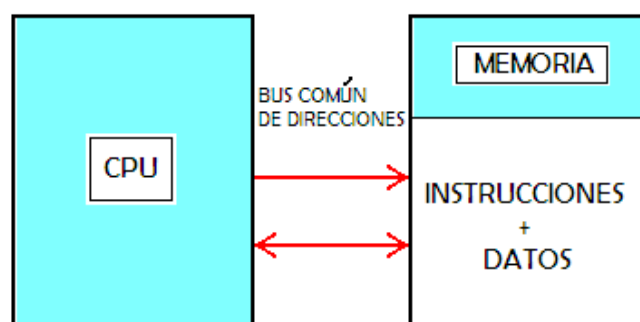 CPU
BUS COMÚN
DE DIRECCIONES
MEMORIA
INSTRUCCIONES
+
DATOS